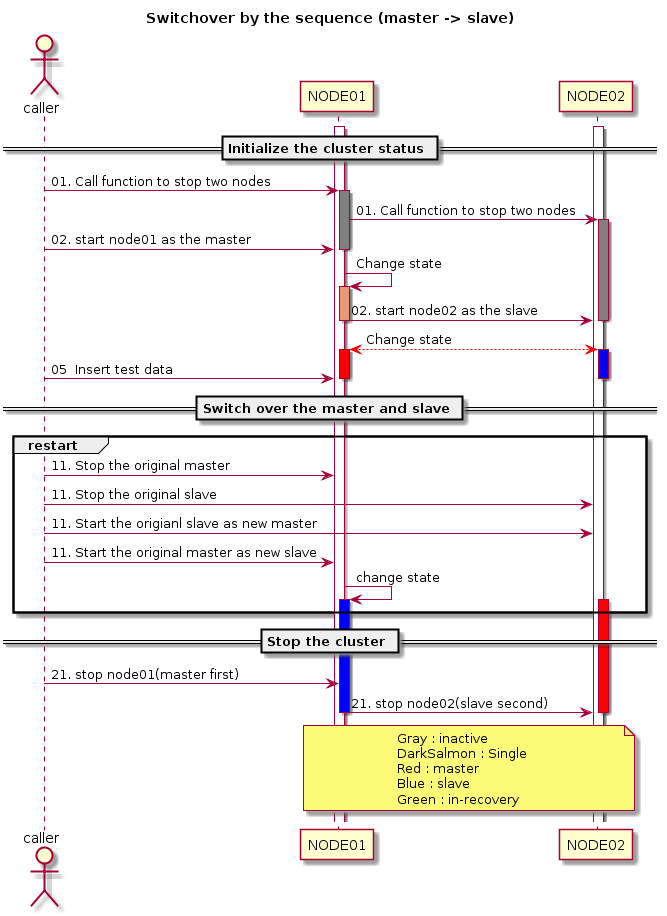 Switchover by the sequence (master -> slave)
caller
NODE01
NODE02
Initialize the cluster status
01. Call function to stop two nodes
01. Call function to stop two nodes
02. start node01 as the master
Change state
02. start node02 as the slave
Change state
05  Insert test data
Switch over the master and slave
restart
11. Stop the original master
11. Stop the original slave
11. Start the origianl slave as new master
11. Start the original master as new slave
change state
Stop the cluster
21. stop node01(master first)
21. stop node02(slave second)
Gray : inactive
DarkSalmon : Single
Red : master
Blue : slave
Green : in-recovery
caller
NODE01
NODE02